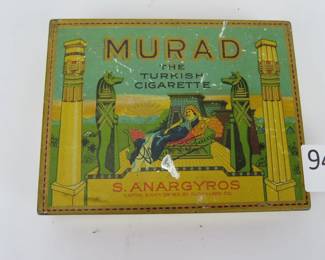 MURAD
THE
TURKISH
CIGARETTE
S. ANARGYROS
94